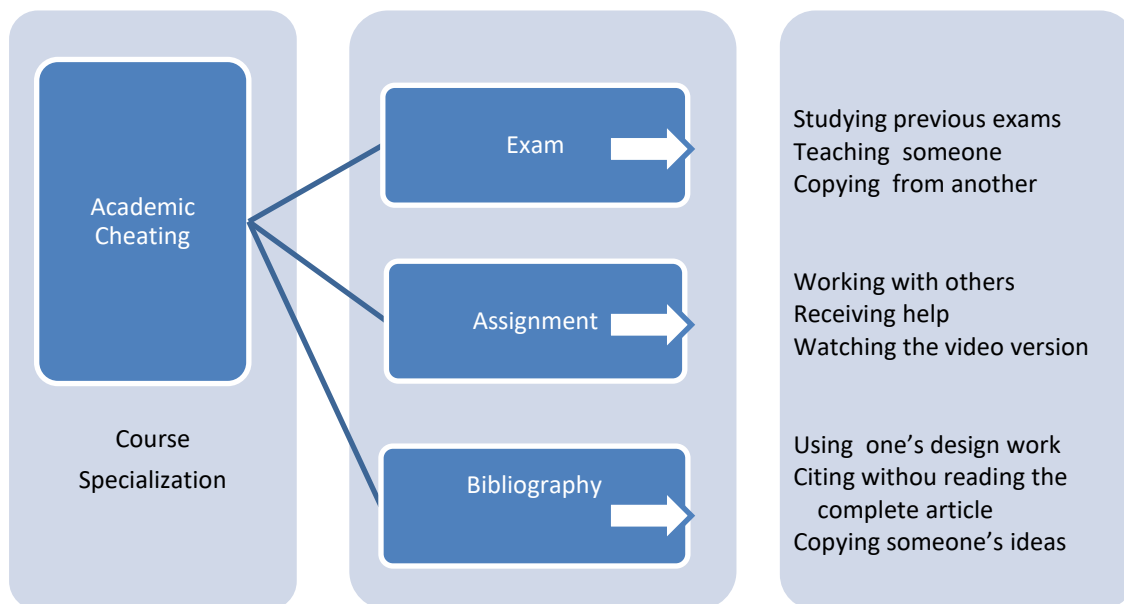 Academic
Cheating
Course
Specialization
Exam
Assignment
Bibliography
Studying previous exams
Teaching  someone
Copying  from another
Working with others
Receiving help
Watching the video version
Using  one’s design work
Citing withou reading the
complete article
Copying someone’s ideas